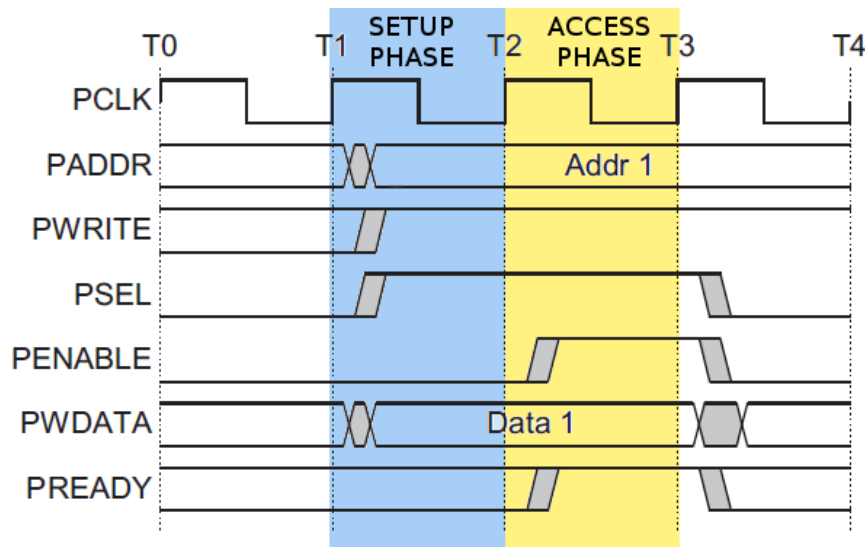 SETUP PHASE
ACCESS PHASE
T0 T1 T2 T3 T4
PCLK
PADDR Addr 1
PWRITE
PSEL
PENABLE
PWDATA Data 1
PREADY